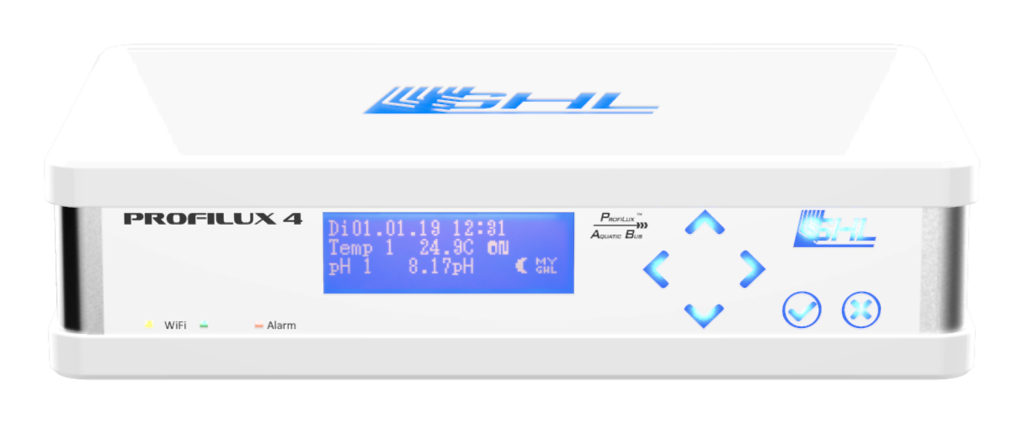 GHL
PROFILUX 4
Di01.01.19 12:31
Temp 1 24.9C ON
pH 1 8.17pH MY GHL
PROFILUX™
AQUATIC BUS
GHL
WiFi
Alarm